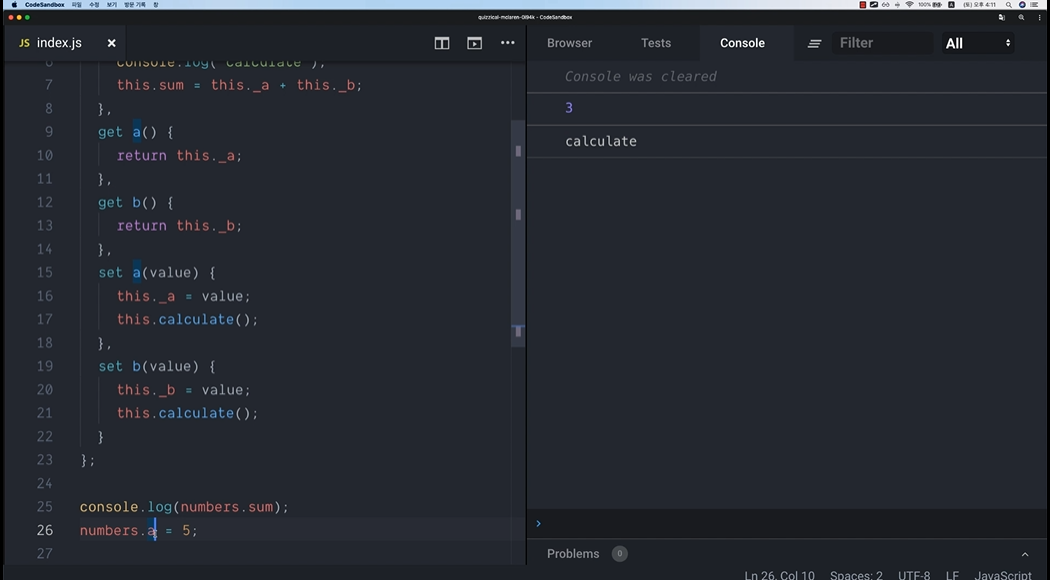 CodeSandbox 파일 수정 보기 방문 기록 창 100% (토) 오후 4:11
quizzical-mclaren-0l94k - CodeSandbox
JS index.js ×
Browser Tests Console Filter All
6 console.log("calculate");
7 this.sum = this._a + this._b;
8 },
9 get a() {
10 return this._a;
11 },
12 get b() {
13 return this._b;
14 },
15 set a(value) {
16 this._a = value;
17 this.calculate();
18 },
19 set b(value) {
20 this._b = value;
21 this.calculate();
22 }
23 };
24
25 console.log(numbers.sum);
26 numbers.a = 5;
27
Console was cleared
3
calculate
›
Problems 0
Ln 26, Col 10 Spaces: 2 UTF-8 LF JavaScript